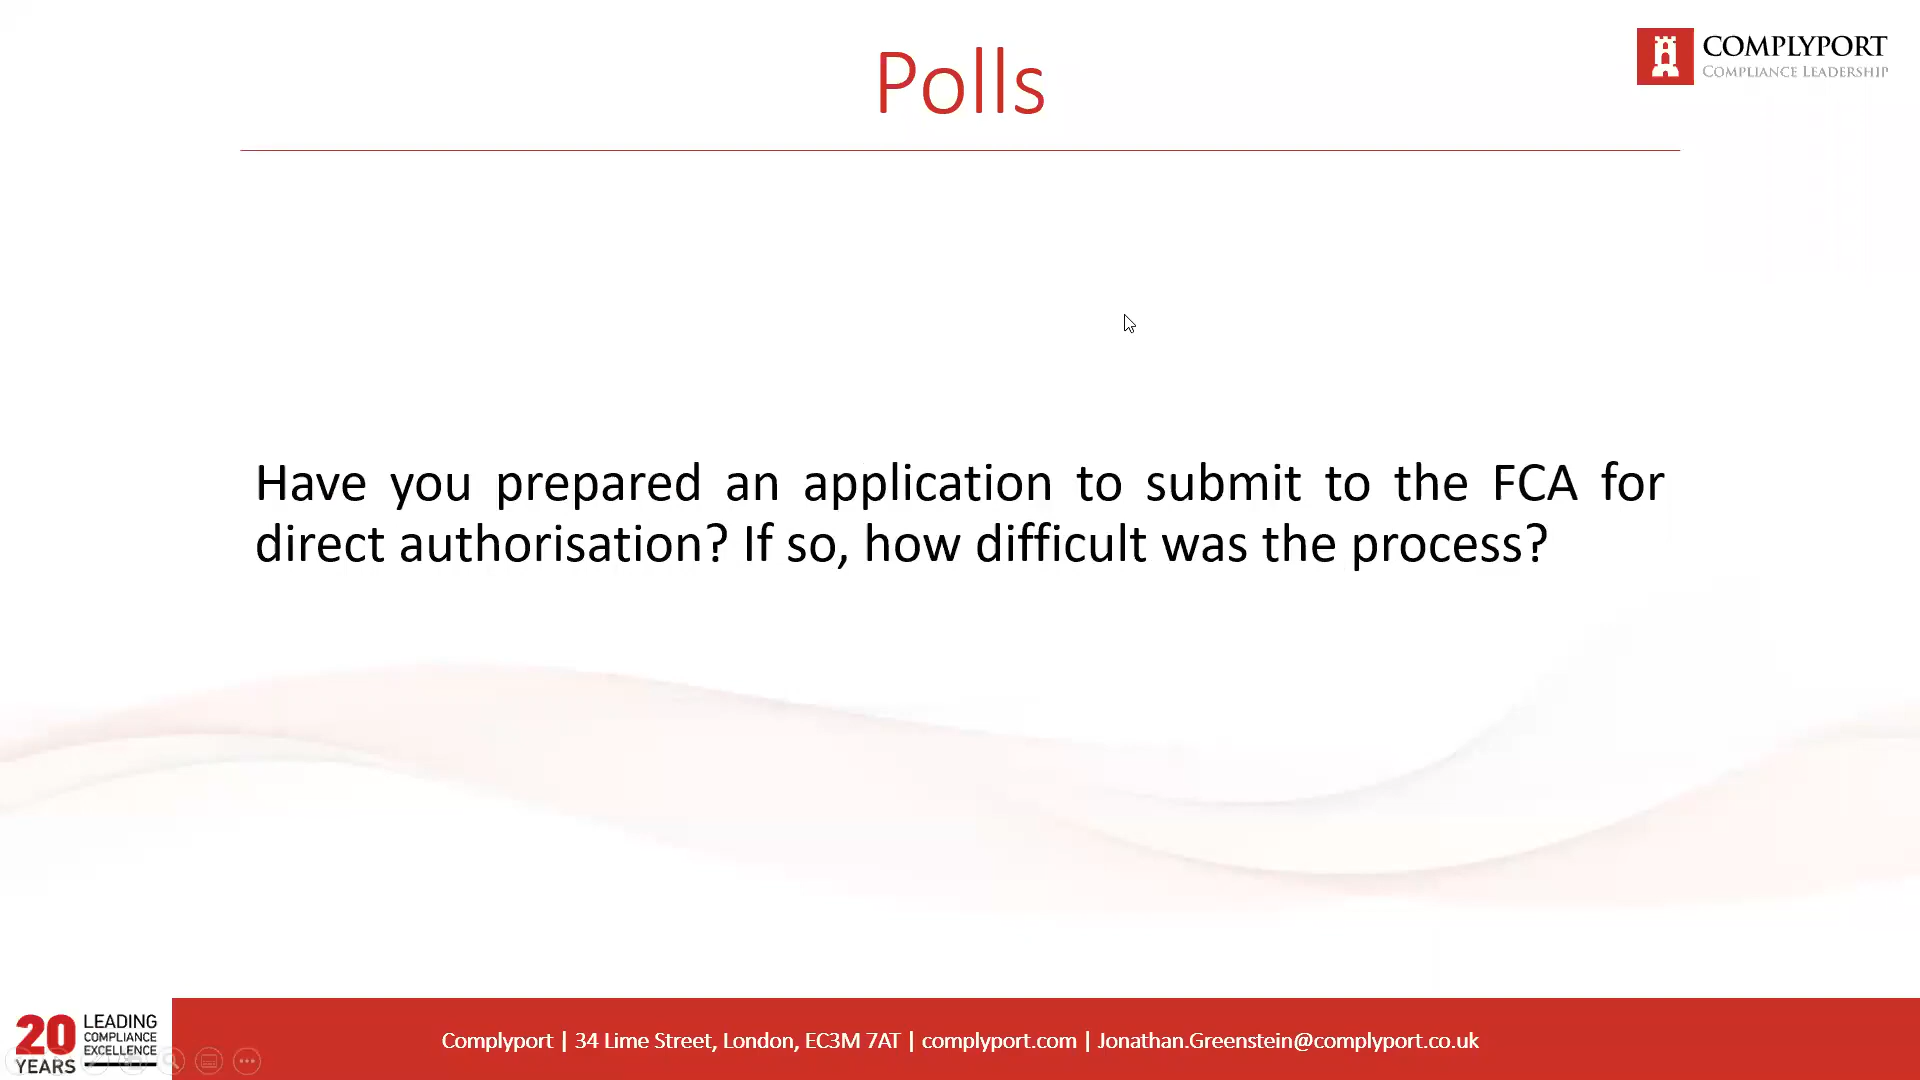 Polls
COMPLYPORT
COMPLIANCE LEADERSHIP
Have you prepared an application to submit to the FCA for
direct authorisation? If so, how difficult was the process?
20 YEARS
LEADING
COMPLIANCE
EXCELLENCE
Complyport | 34 Lime Street, London, EC3M 7AT | complyport.com | Jonathan.Greenstein@complyport.co.uk